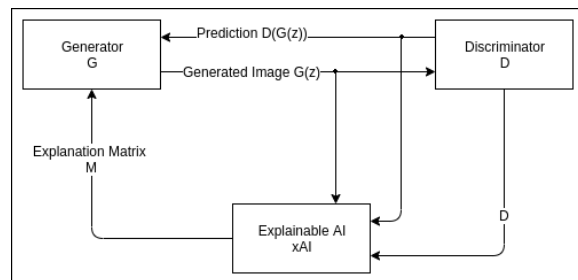 Generator
G
Prediction D(G(z))
Discriminator
D
Generated Image G(z)
Explanation Matrix
M
D
Explainable AI
xAI